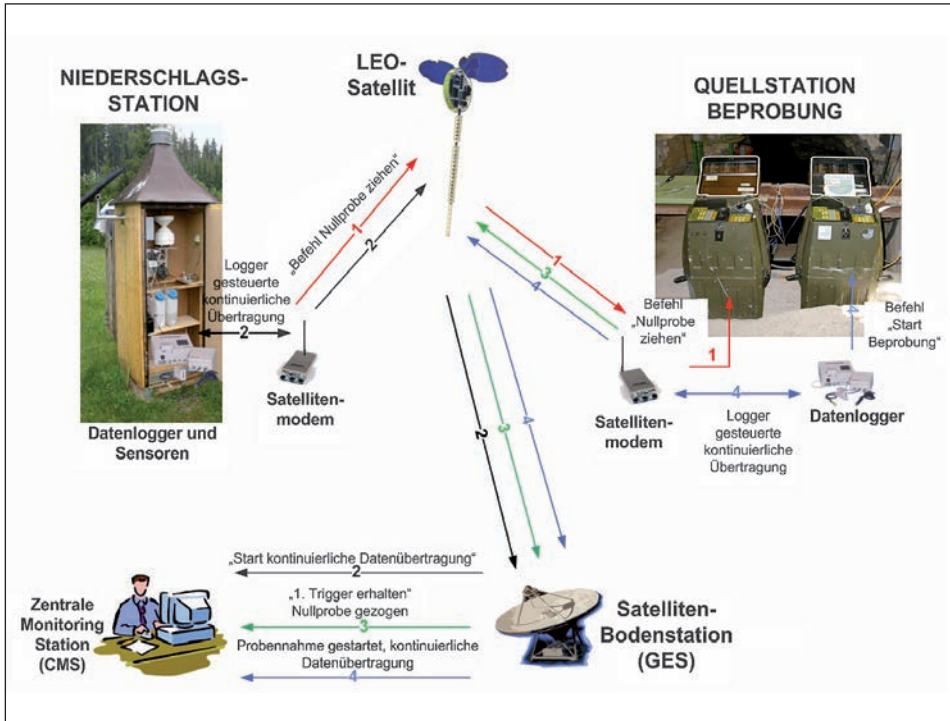 NIEDERSCHLAGS-
STATION
LEO-
Satellit
QUELLSTATION
BEPROBUNG
„Befehl Nullprobe ziehen“
1
2
Logger
gesteuerte
kontinuierliche
Übertragung
2
Satelliten-
modem
Datenlogger und
Sensoren
1
3
4
Befehl
„Nullprobe
ziehen“
1
4
Befehl
„Start
Beprobung“
Satelliten-
modem
4
Datenlogger
Logger
gesteuerte
kontinuierliche
Übertragung
2
3
4
„Start kontinuierliche Datenübertragung“
2
„1. Trigger erhalten“
Nullprobe gezogen
3
Probennahme gestartet, kontinuierliche
Datenübertragung
4
Zentrale
Monitoring
Station
(CMS)
Satelliten-
Bodenstation
(GES)